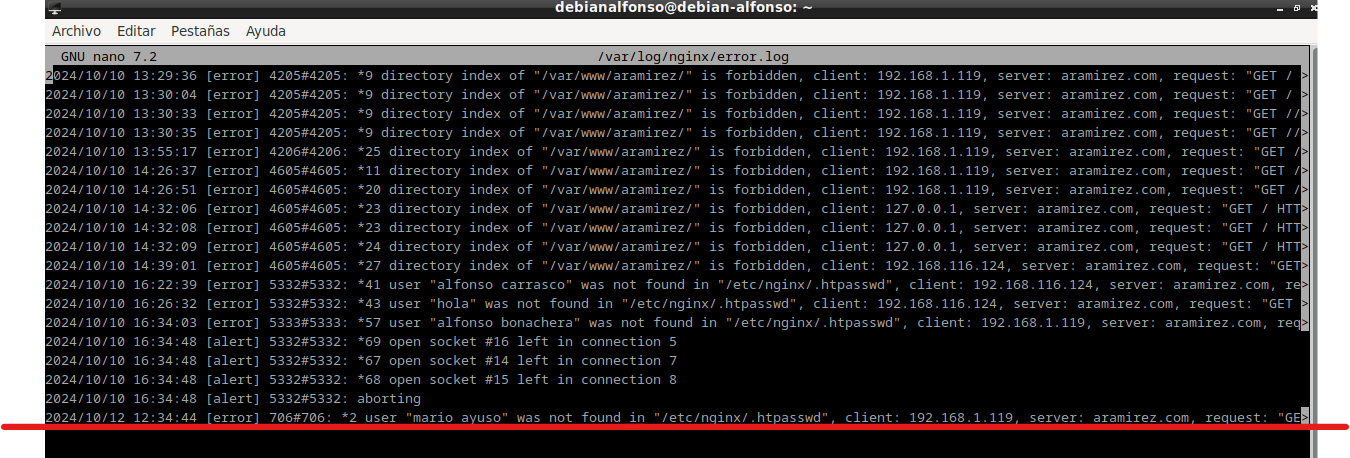 debianalfonso@debian-alfonso: ~
Archivo Editar Pestañas Ayuda
GNU nano 7.2 /var/log/nginx/error.log
2024/10/10 13:29:36 [error] 4205#4205: *9 directory index of "/var/www/aramirez/" is forbidden, client: 192.168.1.119, server: aramirez.com, request: "GET / >
2024/10/10 13:30:04 [error] 4205#4205: *9 directory index of "/var/www/aramirez/" is forbidden, client: 192.168.1.119, server: aramirez.com, request: "GET / >
2024/10/10 13:30:33 [error] 4205#4205: *9 directory index of "/var/www/aramirez/" is forbidden, client: 192.168.1.119, server: aramirez.com, request: "GET //>
2024/10/10 13:30:35 [error] 4205#4205: *9 directory index of "/var/www/aramirez/" is forbidden, client: 192.168.1.119, server: aramirez.com, request: "GET //>
2024/10/10 13:55:17 [error] 4206#4206: *25 directory index of "/var/www/aramirez/" is forbidden, client: 192.168.1.119, server: aramirez.com, request: "GET />
2024/10/10 14:26:37 [error] 4605#4605: *11 directory index of "/var/www/aramirez/" is forbidden, client: 192.168.1.119, server: aramirez.com, request: "GET />
2024/10/10 14:26:51 [error] 4605#4605: *20 directory index of "/var/www/aramirez/" is forbidden, client: 192.168.1.119, server: aramirez.com, request: "GET />
2024/10/10 14:32:06 [error] 4605#4605: *23 directory index of "/var/www/aramirez/" is forbidden, client: 127.0.0.1, server: aramirez.com, request: "GET / HTT>
2024/10/10 14:32:08 [error] 4605#4605: *23 directory index of "/var/www/aramirez/" is forbidden, client: 127.0.0.1, server: aramirez.com, request: "GET / HTT>
2024/10/10 14:32:09 [error] 4605#4605: *24 directory index of "/var/www/aramirez/" is forbidden, client: 127.0.0.1, server: aramirez.com, request: "GET / HTT>
2024/10/10 14:39:01 [error] 4605#4605: *27 directory index of "/var/www/aramirez/" is forbidden, client: 192.168.116.124, server: aramirez.com, request: "GET>
2024/10/10 16:22:39 [error] 5332#5332: *41 user "alfonso carrasco" was not found in "/etc/nginx/.htpasswd", client: 192.168.116.124, server: aramirez.com, re>
2024/10/10 16:26:32 [error] 5332#5332: *43 user "hola" was not found in "/etc/nginx/.htpasswd", client: 192.168.116.124, server: aramirez.com, request: "GET >
2024/10/10 16:34:03 [error] 5333#5333: *57 user "alfonso bonachera" was not found in "/etc/nginx/.htpasswd", client: 192.168.1.119, server: aramirez.com, req>
2024/10/10 16:34:48 [alert] 5332#5332: *69 open socket #16 left in connection 5
2024/10/10 16:34:48 [alert] 5332#5332: *67 open socket #14 left in connection 7
2024/10/10 16:34:48 [alert] 5332#5332: *68 open socket #15 left in connection 8
2024/10/10 16:34:48 [alert] 5332#5332: aborting
2024/10/12 12:34:44 [error] 706#706: *2 user "mario ayuso" was not found in "/etc/nginx/.htpasswd", client: 192.168.1.119, server: aramirez.com, request: "GE>